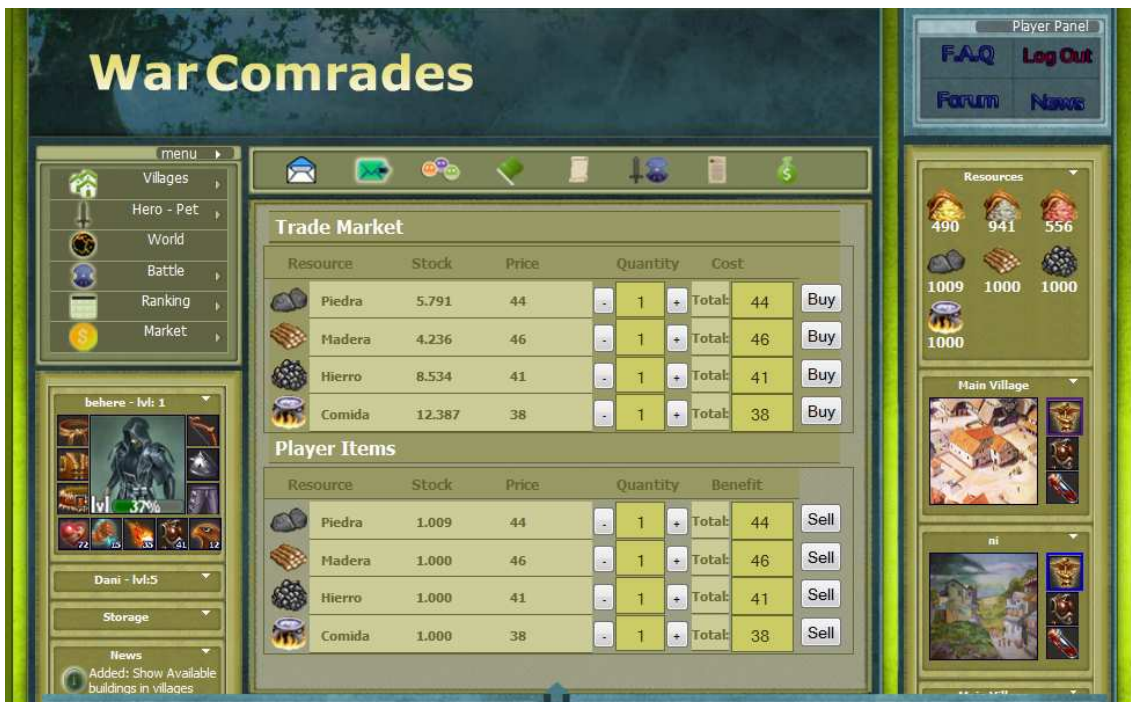 War Comrades
Player Panel
F.A.Q Log Out
Forum News
menu
Villages
Hero - Pet
World
Battle
Ranking
Market
behere - lvl: 1
lvl 37%
72 15 35 41 12
Dani - lvl:5
Storage
News
Added: Show Available
buildings in villages
Trade Market
Resource Stock Price Quantity Cost
Piedra 5.791 44 - 1 + Total: 44 Buy
Madera 4.236 46 - 1 + Total: 46 Buy
Hierro 8.534 41 - 1 + Total: 41 Buy
Comida 12.387 38 - 1 + Total: 38 Buy
Player Items
Resource Stock Price Quantity Benefit
Piedra 1.009 44 - 1 + Total: 44 Sell
Madera 1.000 46 - 1 + Total: 46 Sell
Hierro 1.000 41 - 1 + Total: 41 Sell
Comida 1.000 38 - 1 + Total: 38 Sell
Resources
490 941 556
1009 1000 1000
1000
Main Village
ni